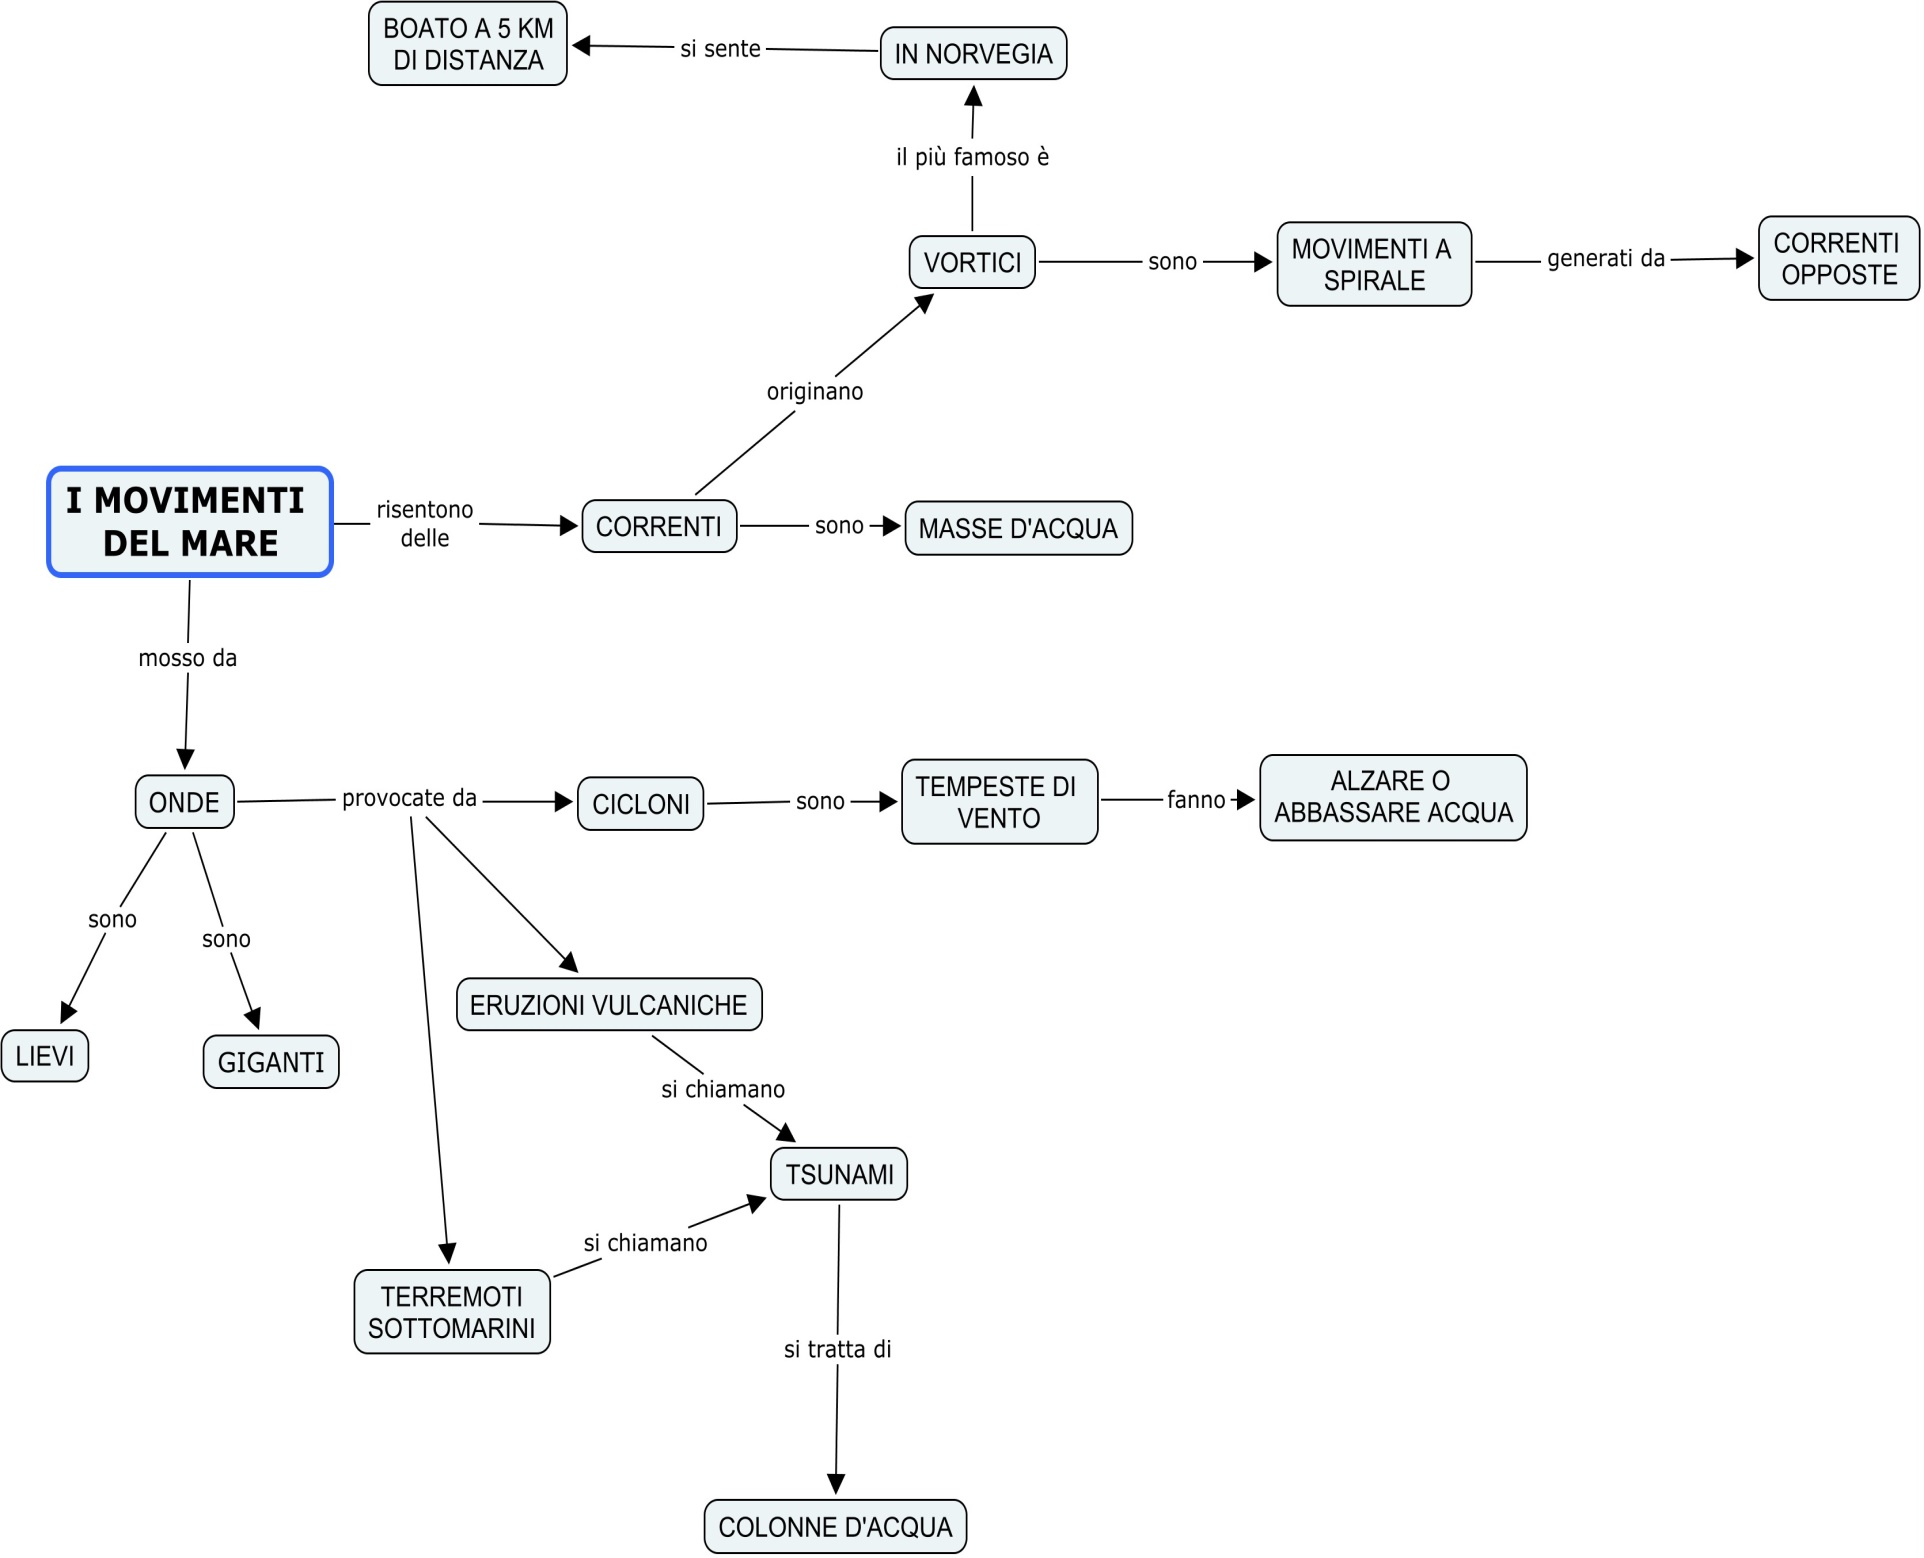 BOATO A 5 KM
DI DISTANZA
si sente
IN NORVEGIA
il più famoso è
VORTICI
sono
MOVIMENTI A
SPIRALE
generati da
CORRENTI
OPPOSTE
originano
I MOVIMENTI
DEL MARE
risentono
delle
CORRENTI
sono
MASSE D'ACQUA
mosso da
ONDE
provocate da
CICLONI
sono
TEMPESTE DI
VENTO
fanno
ALZARE O
ABBASSARE ACQUA
sono
sono
LIEVI
GIGANTI
ERUZIONI VULCANICHE
si chiamano
TSUNAMI
si chiamano
TERREMOTI
SOTTOMARINI
si tratta di
COLONNE D'ACQUA